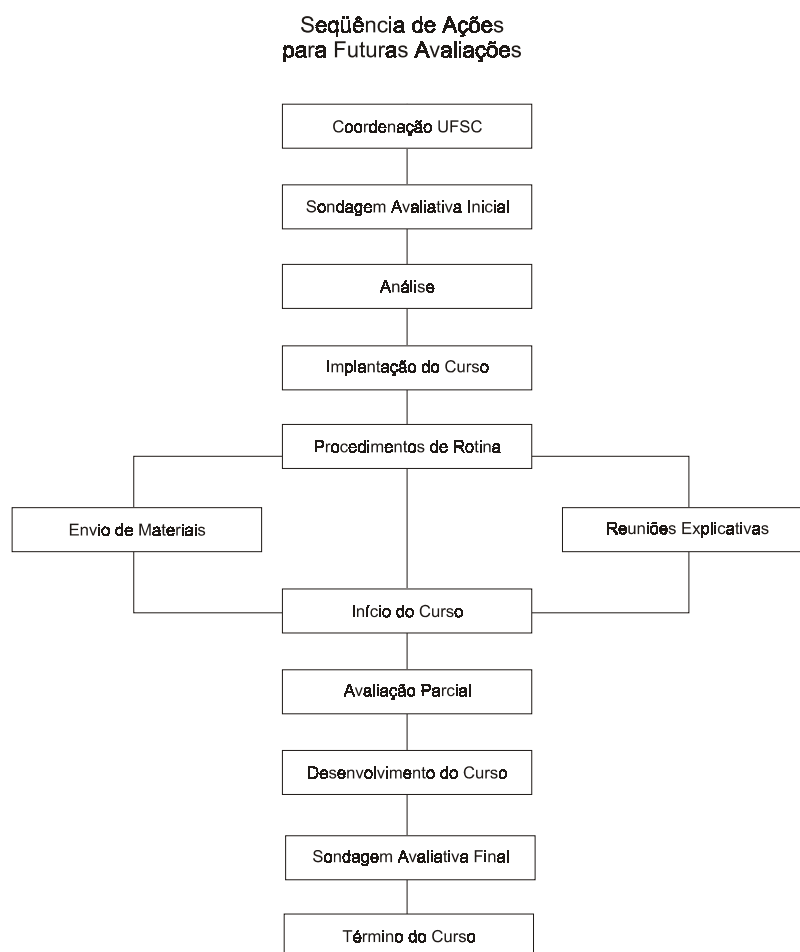 Seqüência de Ações
para Futuras Avaliações
Coordenação UFSC
Sondagem Avaliativa Inicial
Análise
Implantação do Curso
Procedimentos de Rotina
Envio de Materiais
Reuniões Explicativas
Infcio do Curso
Avaliação Parcial
Desenvolvimento do Curso
Sondagem Avaliativa Final
Término do Curso